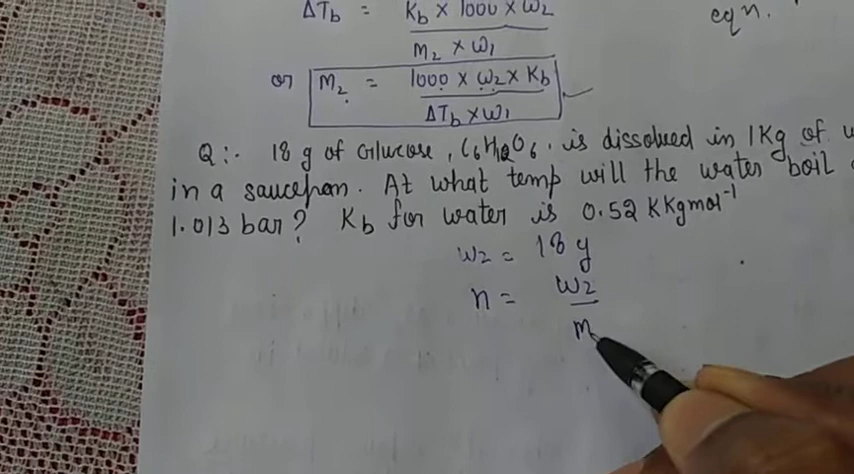 ΔTb = Kb × 1000 × W2
M2 × W1
eqn.
or M2 = 1000 × W2 × Kb
ΔTb × W1
Q:- 18 g of Glucose, C6H12O6. is dissolved in 1Kg of
in a saucepan. At what temp will the water boil
1.013 bar? Kb for water is 0.52 K Kg mol⁻¹
W2 = 18 g
n = W2
M